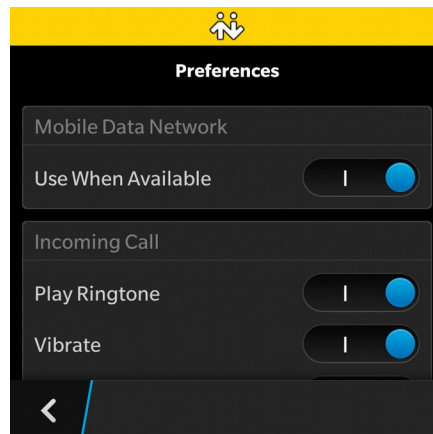 Preferences
Mobile Data Network
Use When Available
Incoming Call
Play Ringtone
Vibrate